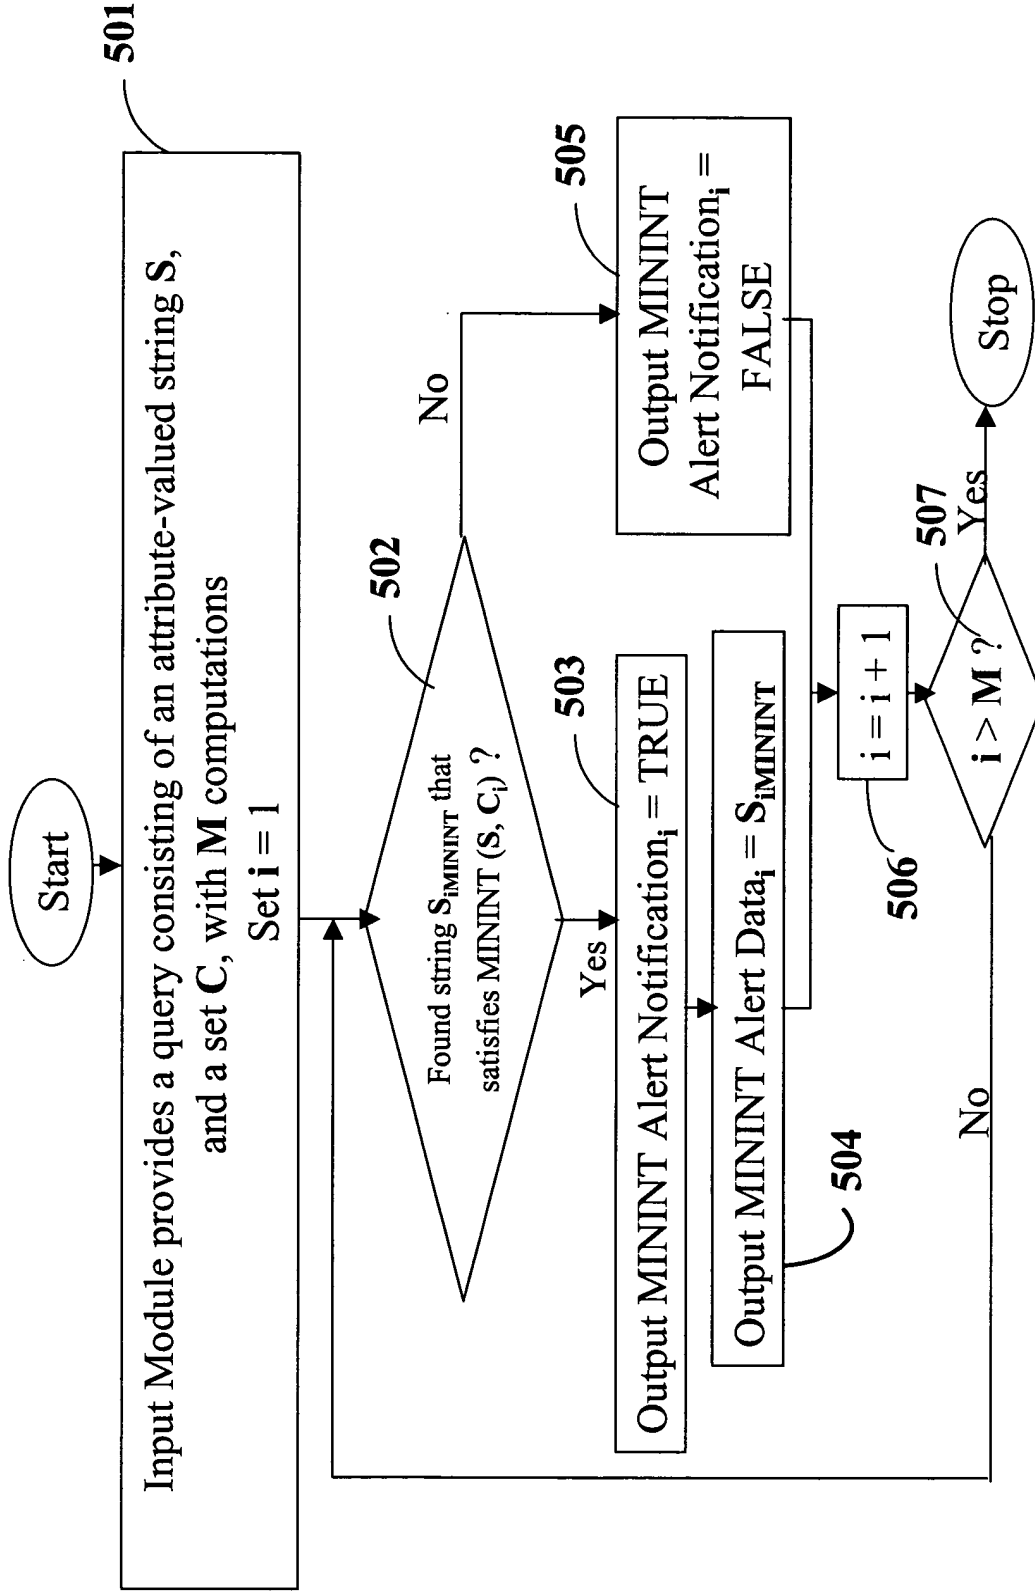 Start
501
Input Module provides a query consisting of an attribute-valued string S,
and a set C, with M computations
Set i = 1
502
Found string SiMININT that
satisfies MININT (S, Ci) ?
No
Yes
503
Output MININT Alert Notificationi = TRUE
504
Output MININT Alert Datai = SiMININT
505
Output MININT
Alert Notificationi =
FALSE
506
i = i + 1
507
i > M ?
Yes
No
Stop